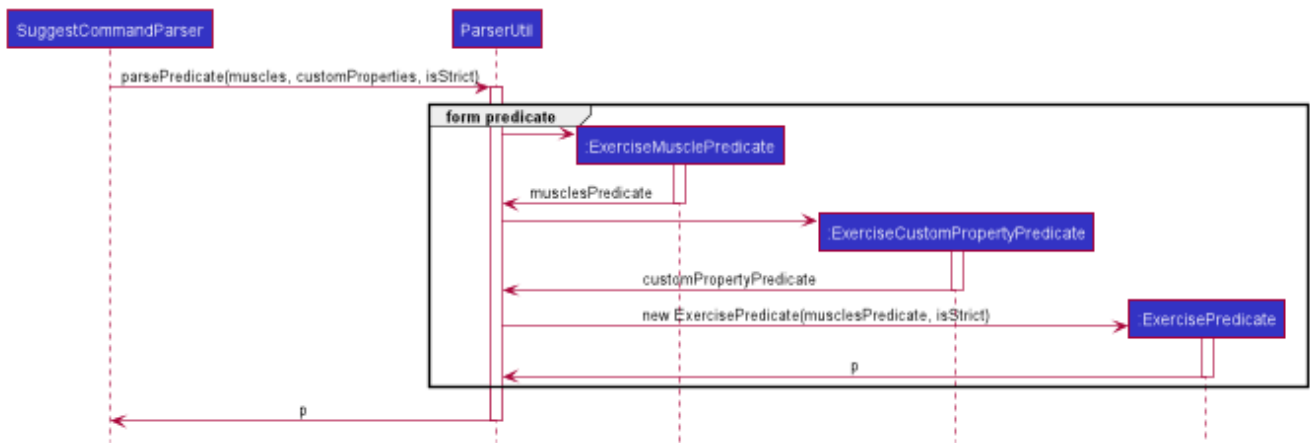 SuggestCommandParser
ParserUtil
parsePredicate(muscles, customProperties, isStrict)
form predicate
:ExerciseMusclePredicate
musclesPredicate
:ExerciseCustomPropertyPredicate
customPropertyPredicate
new ExercisePredicate(musclesPredicate, isStrict)
:ExercisePredicate
p
p